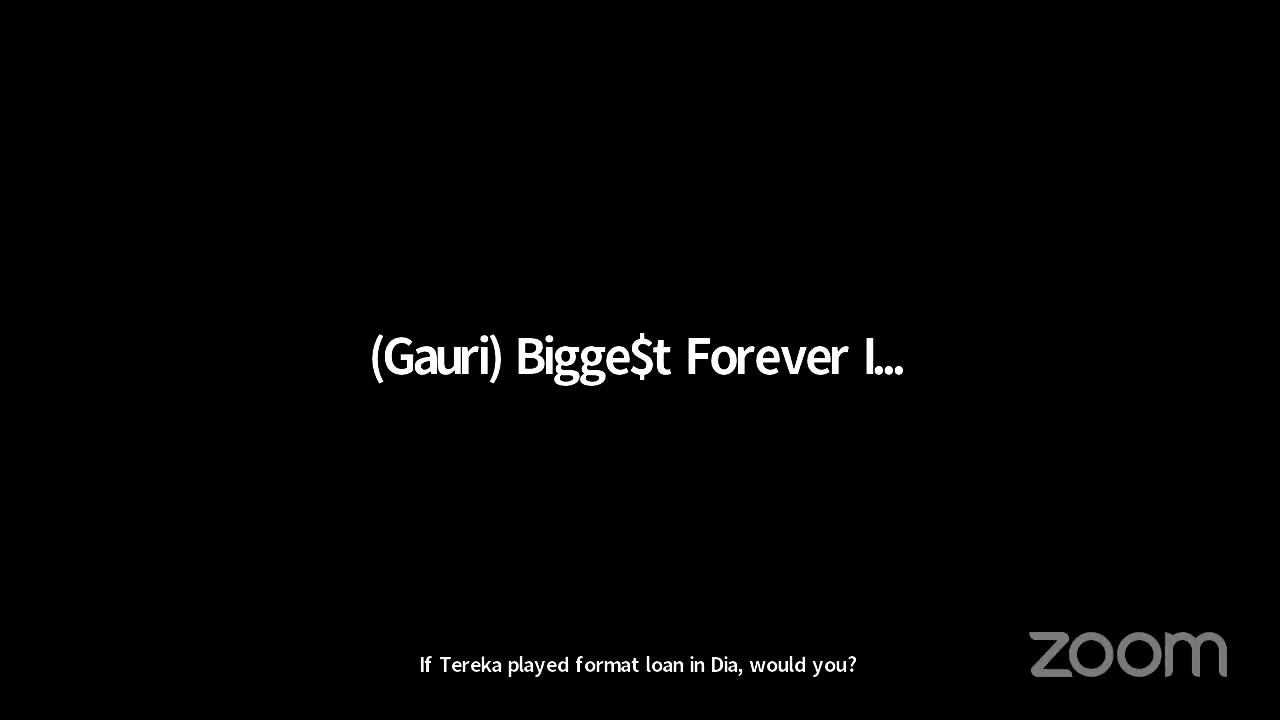 (Gauri) Bigge$t Forever I...
If Tereka played format loan in Dia, would you?
zoom